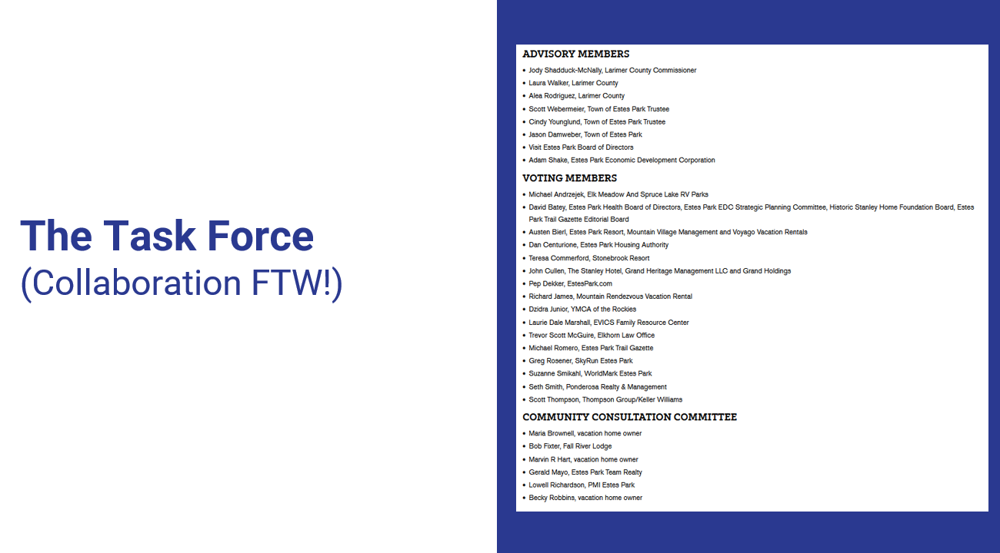 The Task Force
(Collaboration FTW!)
ADVISORY MEMBERS
• Jody Shadduck-McNally, Larimer County Commissioner
• Laura Walker, Larimer County
• Alea Rodriguez, Larimer County
• Scott Webermeier, Town of Estes Park Trustee
• Cindy Younglund, Town of Estes Park Trustee
• Jason Damweber, Town of Estes Park
• Visit Estes Park Board of Directors
• Adam Shake, Estes Park Economic Development Corporation
VOTING MEMBERS
• Michael Andrzejek, Elk Meadow And Spruce Lake RV Parks
• David Batey, Estes Park Health Board of Directors, Estes Park EDC Strategic Planning Committee, Historic Stanley Home Foundation Board, Estes
Park Trail Gazette Editorial Board
• Austen Bierl, Estes Park Resort, Mountain Village Management and Voyago Vacation Rentals
• Dan Centurione, Estes Park Housing Authority
• Teresa Commerford, Stonebrook Resort
• John Cullen, The Stanley Hotel, Grand Heritage Management LLC and Grand Holdings
• Pep Dekker, EstesPark.com
• Richard James, Mountain Rendezvous Vacation Rental
• Dzidra Junior, YMCA of the Rockies
• Laurie Dale Marshall, EVICS Family Resource Center
• Trevor Scott McGuire, Elkhorn Law Office
• Michael Romero, Estes Park Trail Gazette
• Greg Rosener, SkyRun Estes Park
• Suzanne Smikahl, WorldMark Estes Park
• Seth Smith, Ponderosa Realty & Management
• Scott Thompson, Thompson Group/Keller Williams
COMMUNITY CONSULTATION COMMITTEE
• Maria Brownell, vacation home owner
• Bob Fixter, Fall River Lodge
• Marvin R Hart, vacation home owner
• Gerald Mayo, Estes Park Team Realty
• Lowell Richardson, PMI Estes Park
• Becky Robbins, vacation home owner